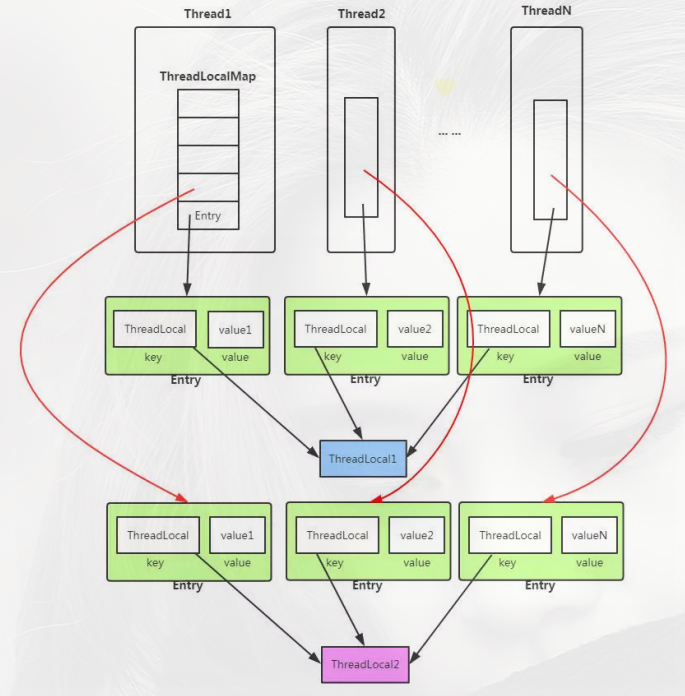 Thread1
Thread2
ThreadN
ThreadLocalMap
... ...
Entry
ThreadLocal
value1
ThreadLocal
value2
ThreadLocal
valueN
key
value
key
value
key
value
Entry
Entry
Entry
ThreadLocal1
ThreadLocal
value1
ThreadLocal
value2
ThreadLocal
valueN
key
value
key
value
key
value
Entry
Entry
Entry
ThreadLocal2